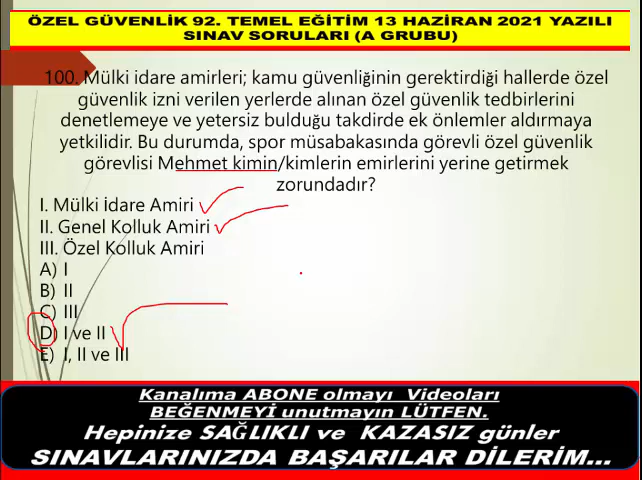 ÖZEL GÜVENLİK 92. TEMEL EĞİTİM 13 HAZİRAN 2021 YAZILI
SINAV SORULARI (A GRUBU)
100. Mülki idare amirleri; kamu güvenliğinin gerektirdiği hallerde özel
güvenlik izni verilen yerlerde alınan özel güvenlik tedbirlerini
denetlemeye ve yetersiz bulduğu takdirde ek önlemler aldırmaya
yetkilidir. Bu durumda, spor müsabakasında görevli özel güvenlik
görevlisi Mehmet kimin/kimlerin emirlerini yerine getirmek
zorundadır?
I. Mülki İdare Amiri
II. Genel Kolluk Amiri
III. Özel Kolluk Amiri
A) I
B) II
C) III
D) I ve II
E) I, II ve III
Kanalıma ABONE olmayı Videoları
BEĞENMEYİ unutmayın LÜTFEN.
Hepinize SAĞLIKLI ve KAZASIZ günler
SINAVLARINIZDA BAŞARILAR DİLERİM...